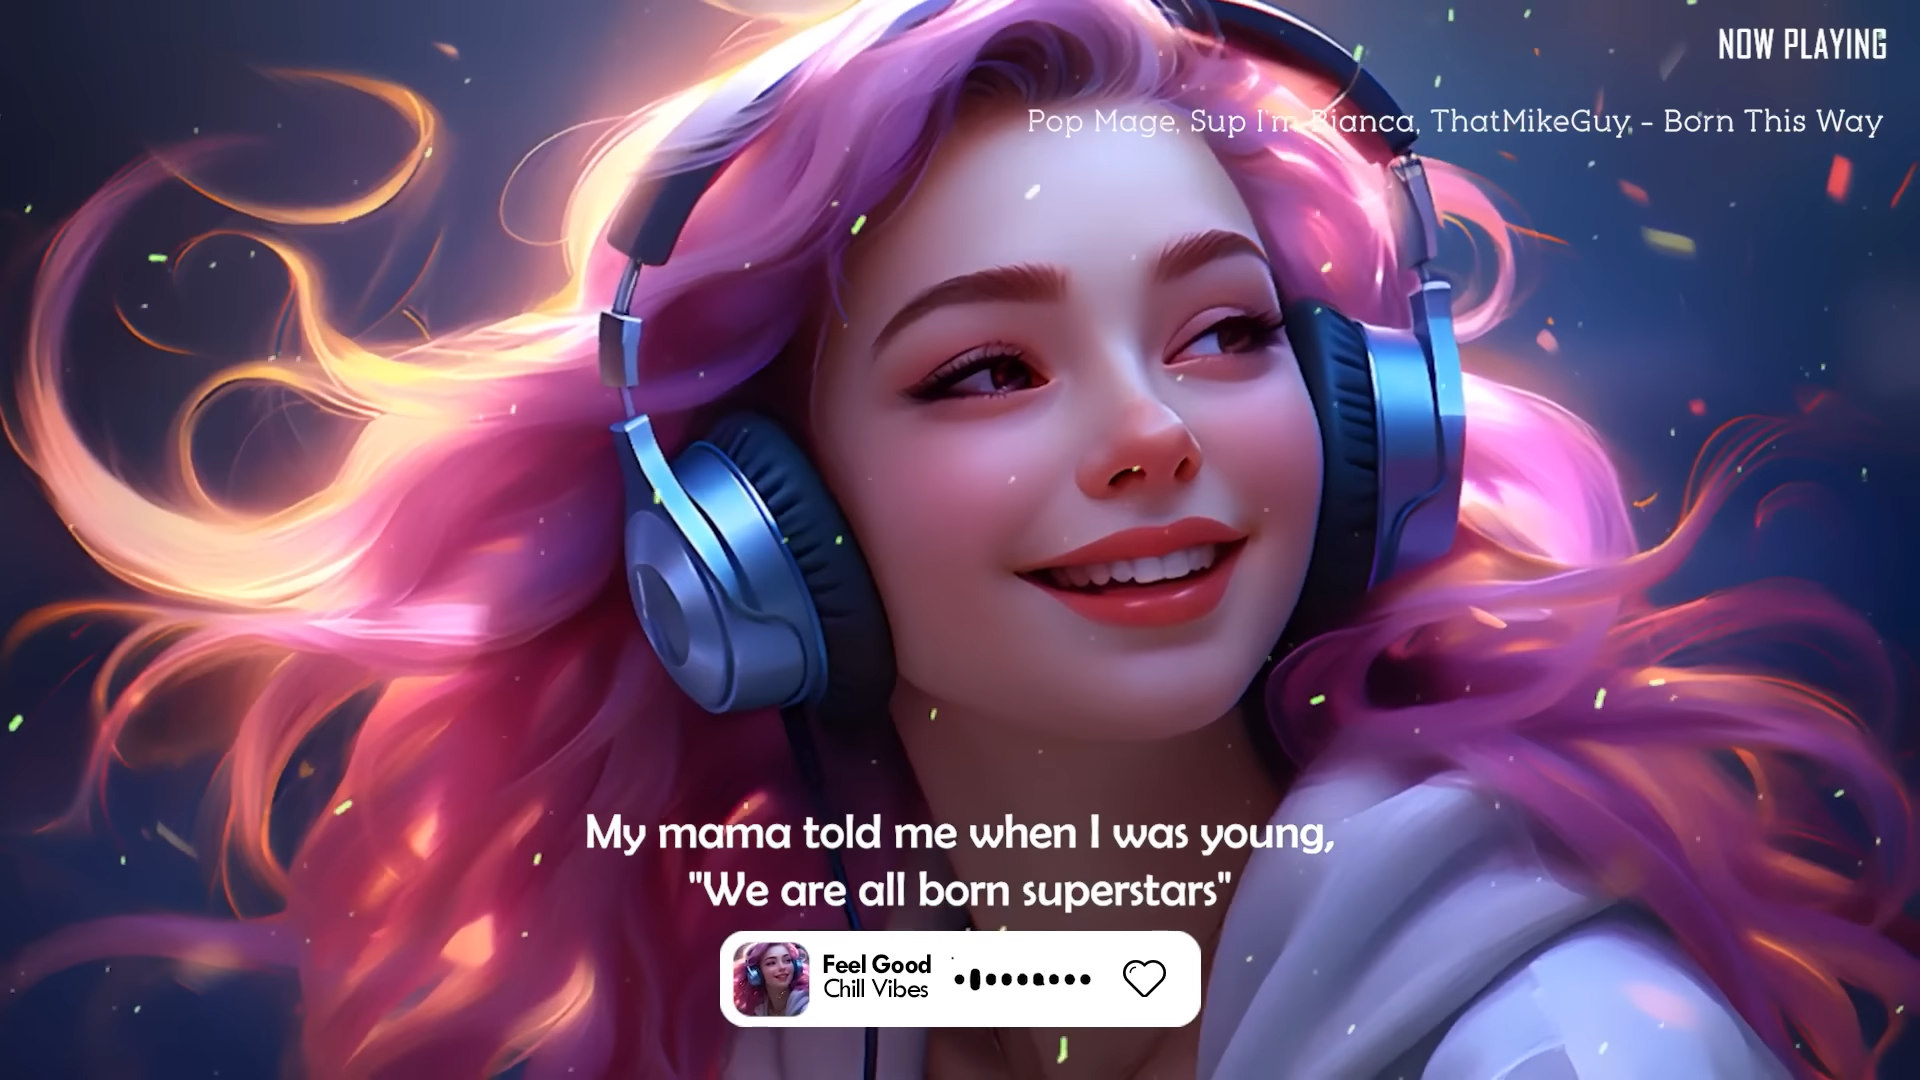 NOW PLAYING
Pop Mage, Sup I'm Bianca, ThatMikeGuy, - Born This Way
My mama told me when I was young,
"We are all born superstars"
Feel Good
Chill Vibes